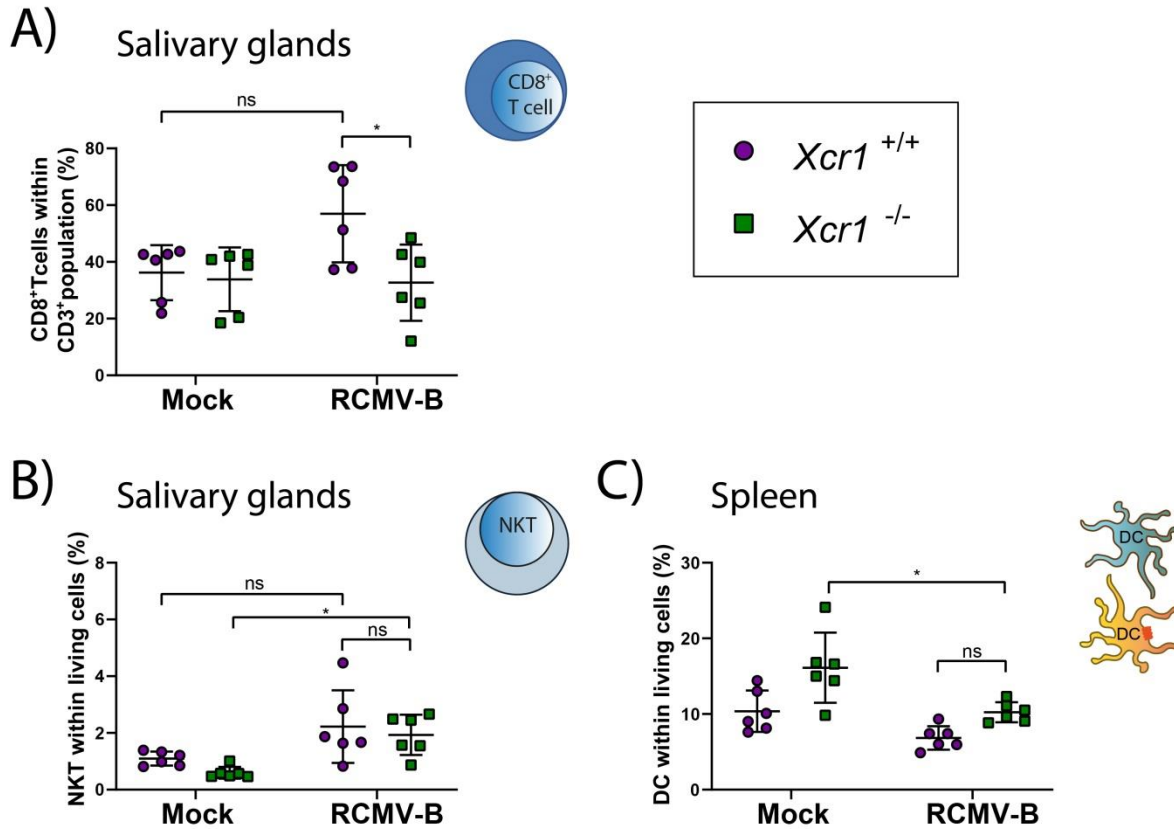 A)
Salivary glands
CD8+
T cell
ns
*
80
60
40
20
0
CD8+Tcells within
CD3+population (%)
Mock
RCMV-B
Xcr1 +/+
Xcr1 -/-
B)
Salivary glands
NKT
ns
*
ns
8
6
4
2
0
NKT within living cells (%)
Mock
RCMV-B
C)
Spleen
DC
DC
*
ns
30
20
10
0
DC within living cells (%)
Mock
RCMV-B